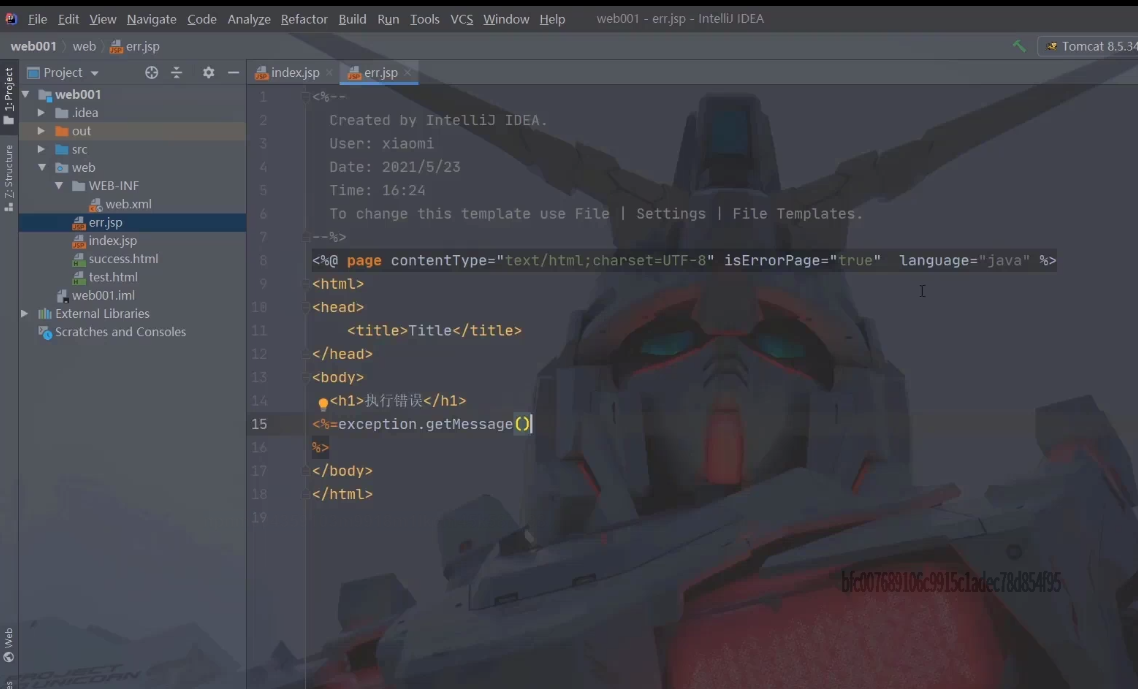 File Edit View Navigate Code Analyze Refactor Build Run Tools VCS Window Help web001 - err.jsp - IntelliJ IDEA
web001 web err.jsp Tomcat 8.5.34
Project
index.jsp
err.jsp
1: Project
Z: Structure
Web
web001
.idea
out
src
web
WEB-INF
web.xml
err.jsp
index.jsp
success.html
test.html
web001.iml
External Libraries
Scratches and Consoles
1 <%--
2 Created by IntelliJ IDEA.
3 User: xiaomi
4 Date: 2021/5/23
5 Time: 16:24
6 To change this template use File | Settings | File Templates.
7 --%>
8 <%@ page contentType="text/html;charset=UTF-8" isErrorPage="true"  language="java" %>
9 <html>
10 <head>
11 <title>Title</title>
12 </head>
13 <body>
14 <h1>执行错误</h1>
15 <%=exception.getMessage()
16 %>
17 </body>
18 </html>
19
bfc007689106c9915c1adec78d854f95
PROJECT
UNICORN